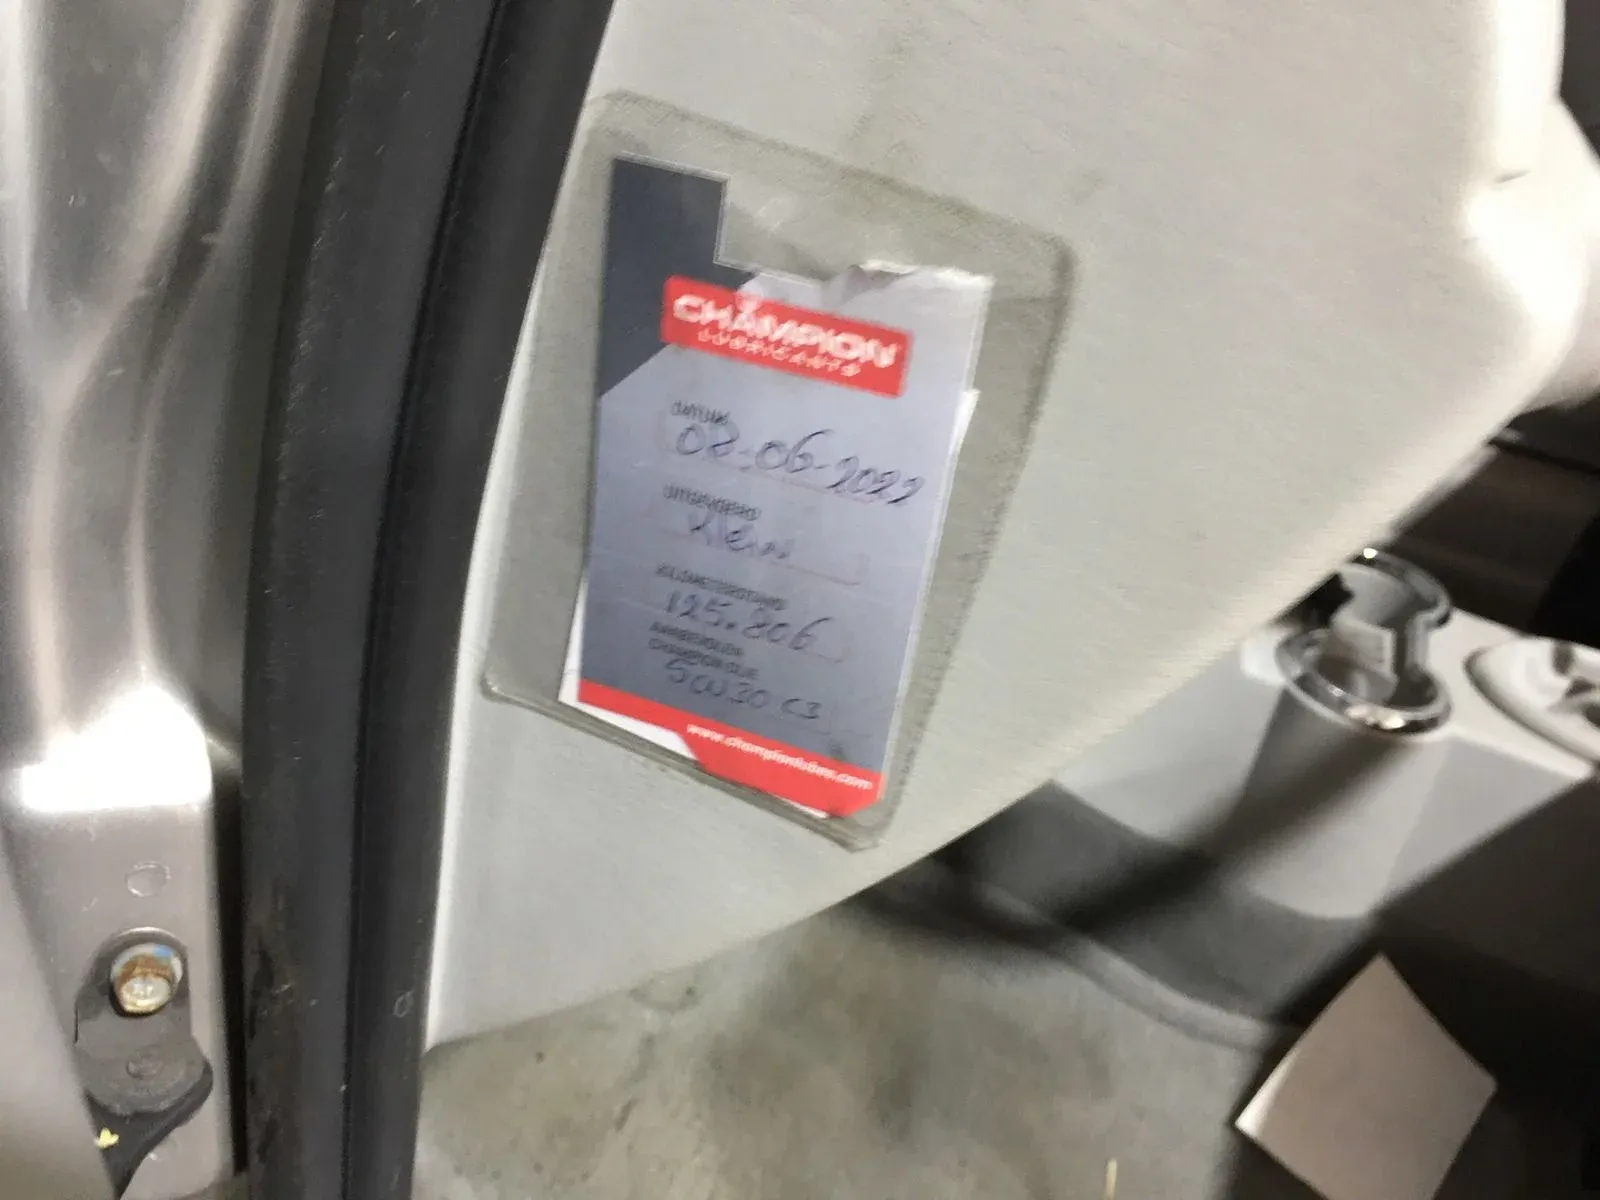 CHAMPION
LUBRICANTS
DATUM
02-06-2022
UITGEVOERD
Klein
KILOMETERSTAND
125.806
AANBEVOLEN
CHAMPION OLIE
5W30 C3
www.championlubes.com